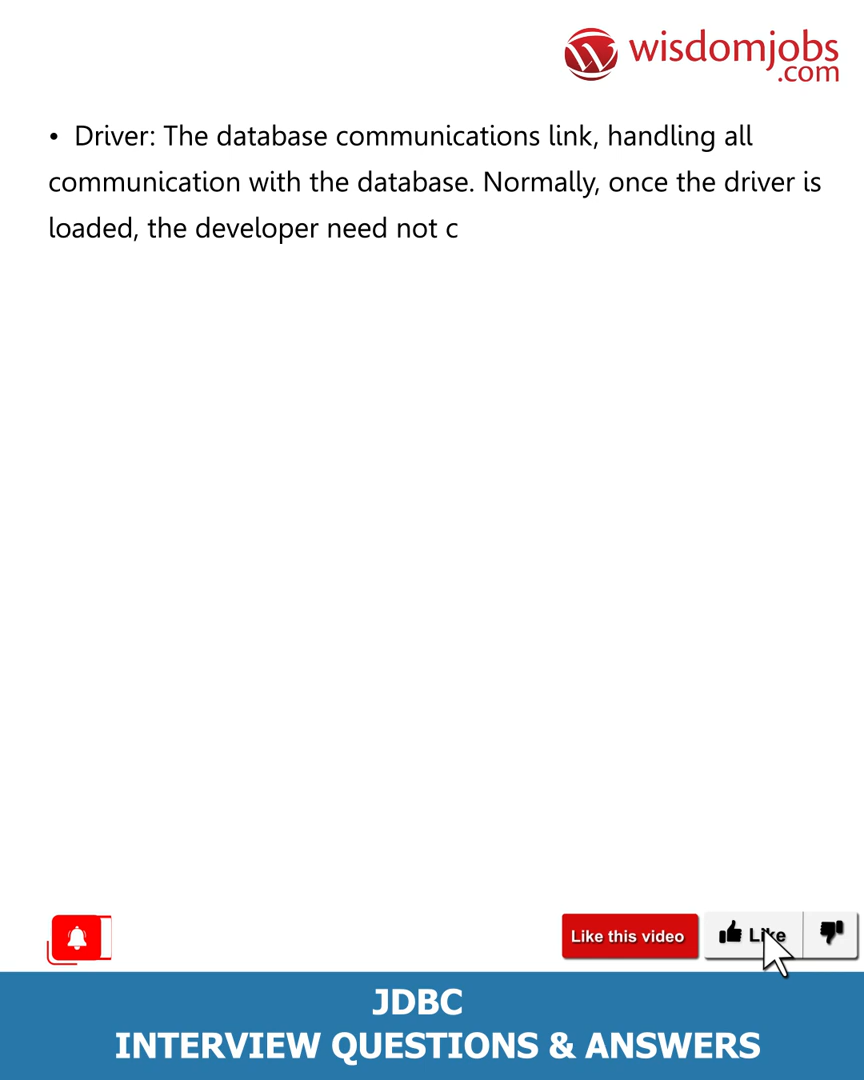 wisdomjobs
.com
• Driver: The database communications link, handling all
communication with the database. Normally, once the driver is
loaded, the developer need not c
Like this video
Like
JDBC
INTERVIEW QUESTIONS & ANSWERS